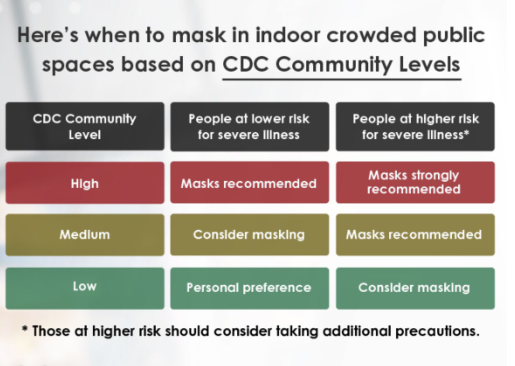 Here's when to mask in indoor crowded public
spaces based on CDC Community Levels
CDC Community
Level
People at lower risk
for severe illness
People at higher risk
for severe illness*
High
Masks recommended
Masks strongly
recommended
Medium
Consider masking
Masks recommended
Low
Personal preference
Consider masking
* Those at higher risk should consider taking additional precautions.